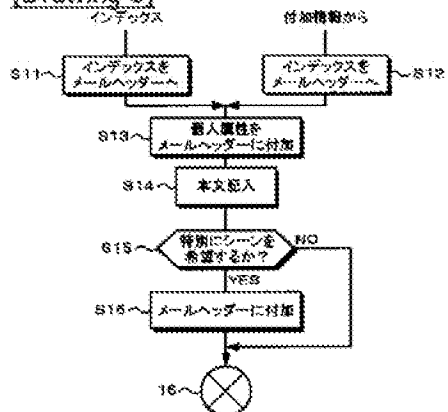 [Drawing 3]
インデックス
付加情報から
S11
インデックスを
メールヘッダーへ
インデックスを
メールヘッダーへ
S12
S13
個人属性を
メールヘッダーに付加
S14
本文記入
S15
特別にシーンを
希望するか?
NO
YES
S16
メールヘッダーに付加
16